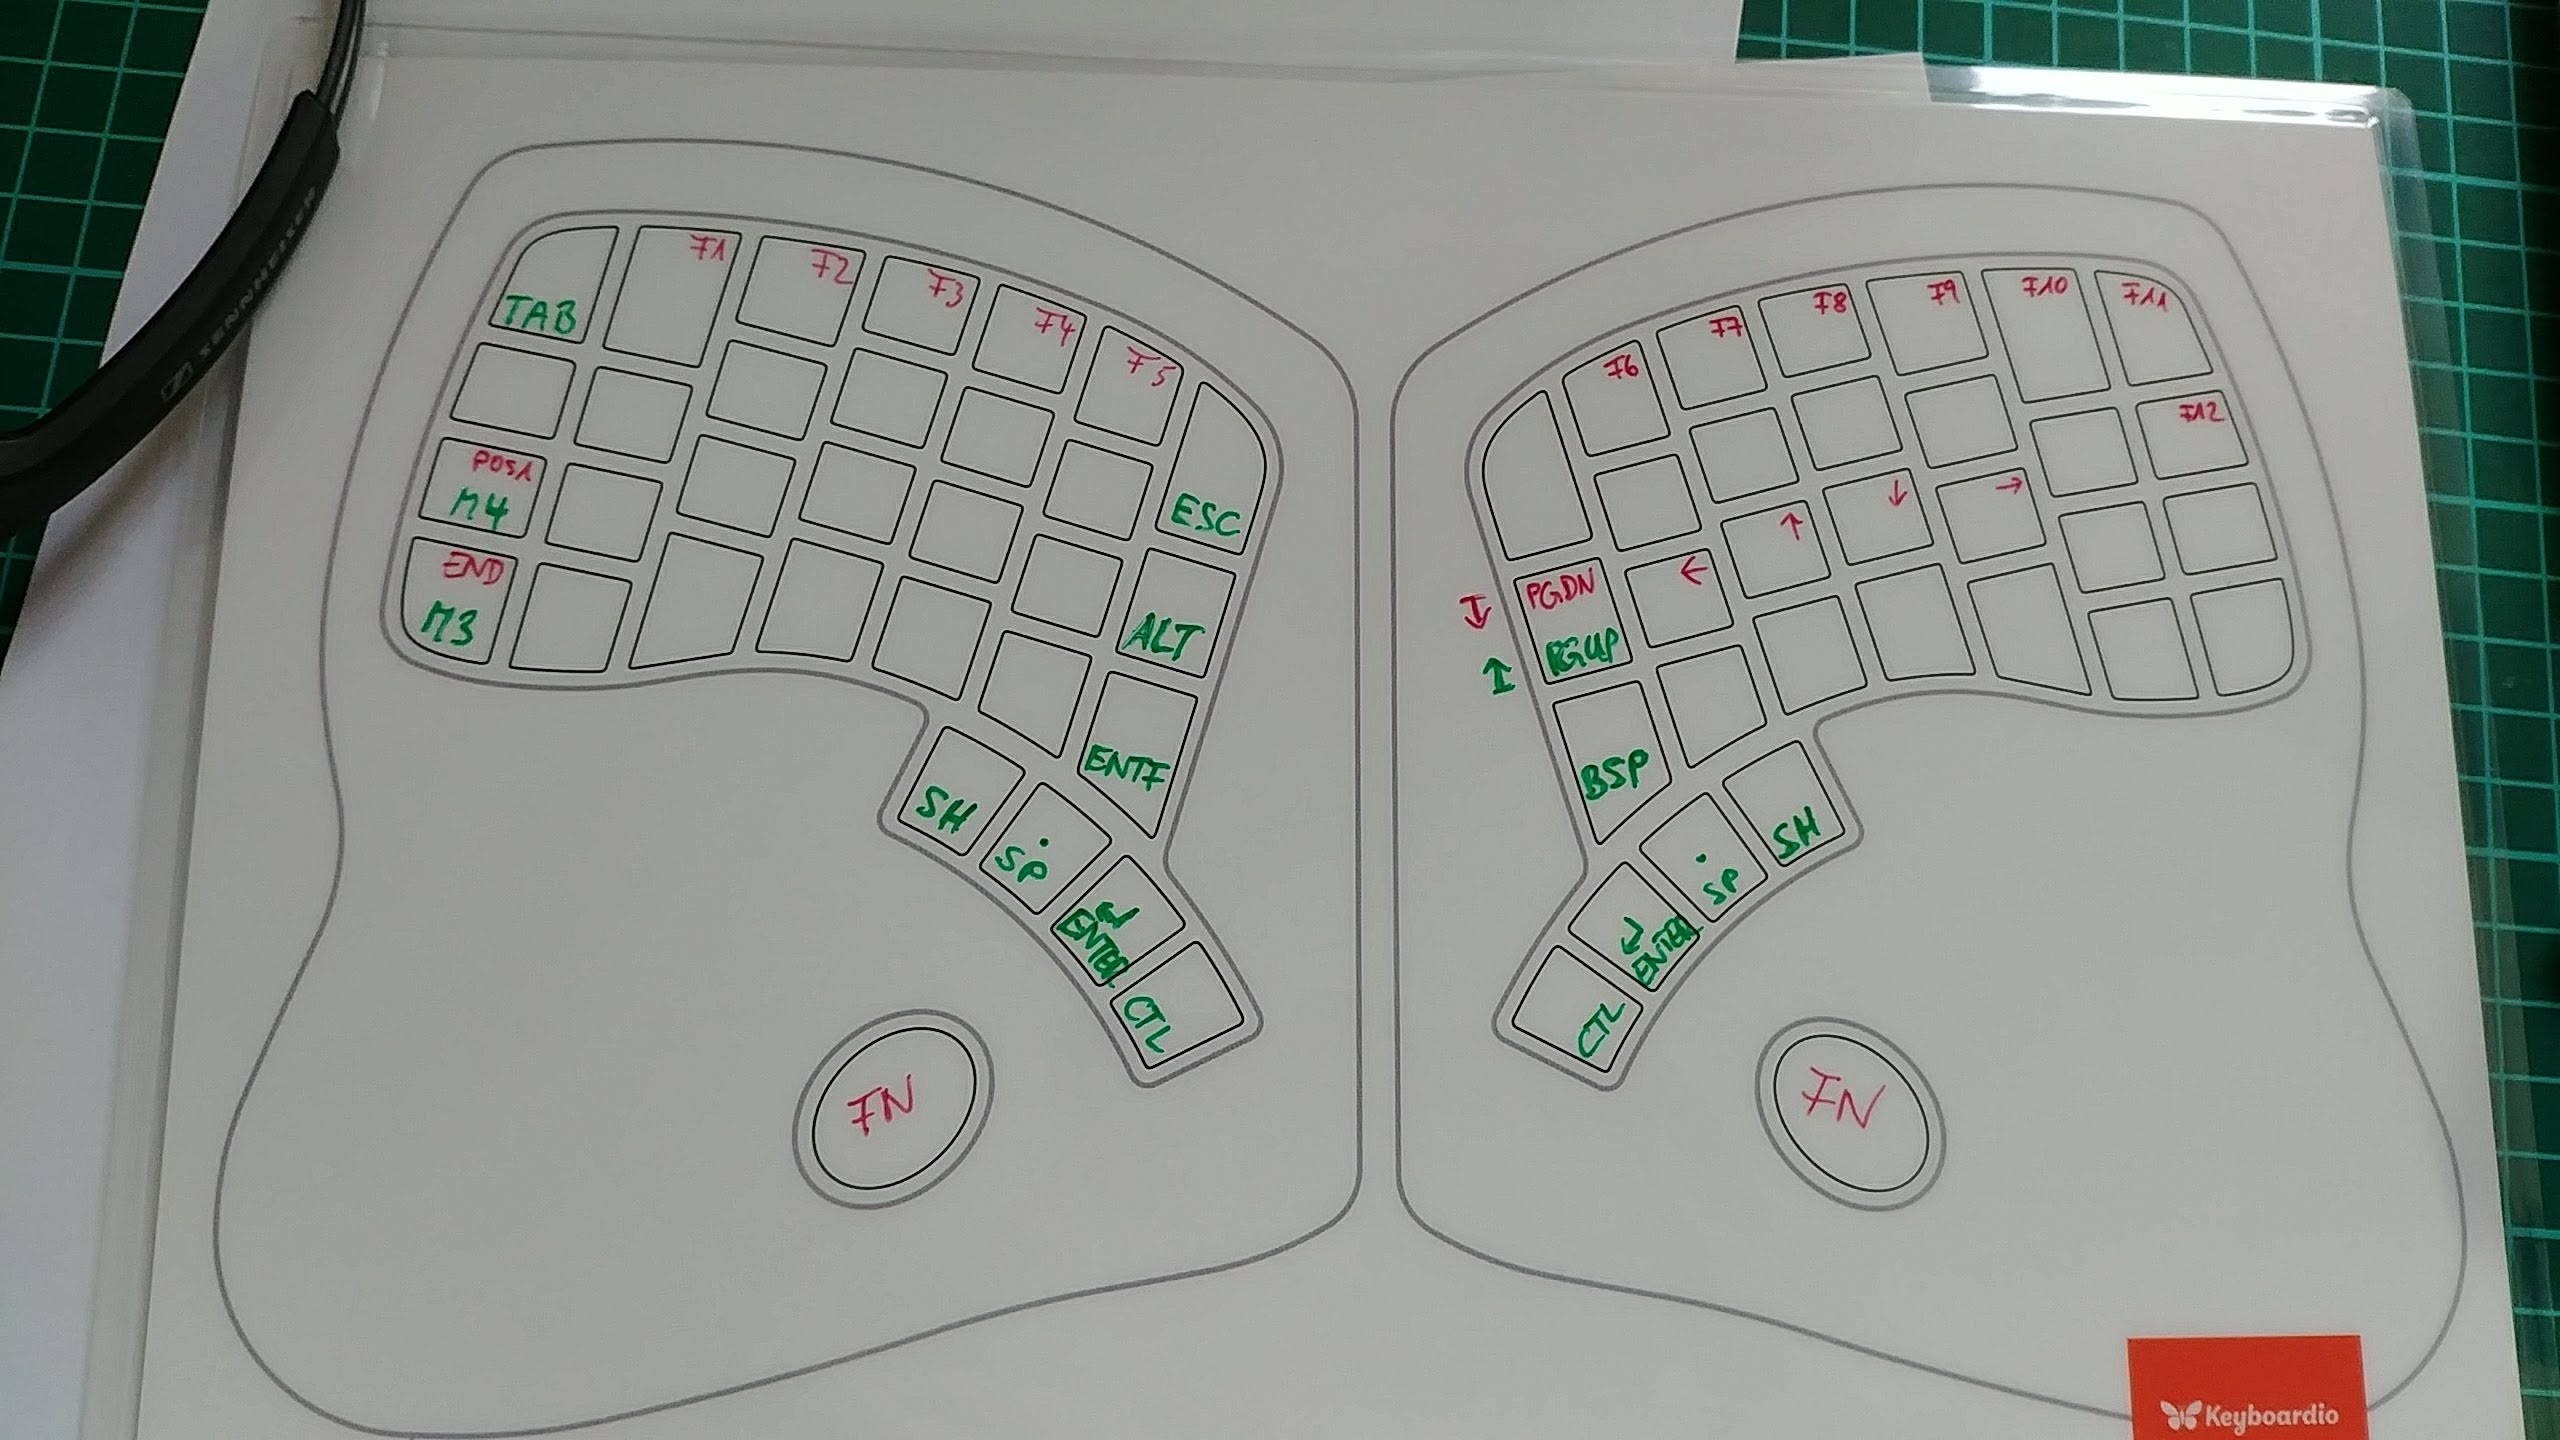 SENNHEISER
F1
F2
F3
F4
F5
TAB
ESC
POS1
M4
END
M3
ALT
ENTF
SH
SP
↵
ENTER
CTL
FN
F6
F7
F8
F9
F10
F11
F12
← ↑ ↓ →
PGDN
PGUP
BSP
SH
SP
↵
ENTER
CTL
FN
Keyboardio